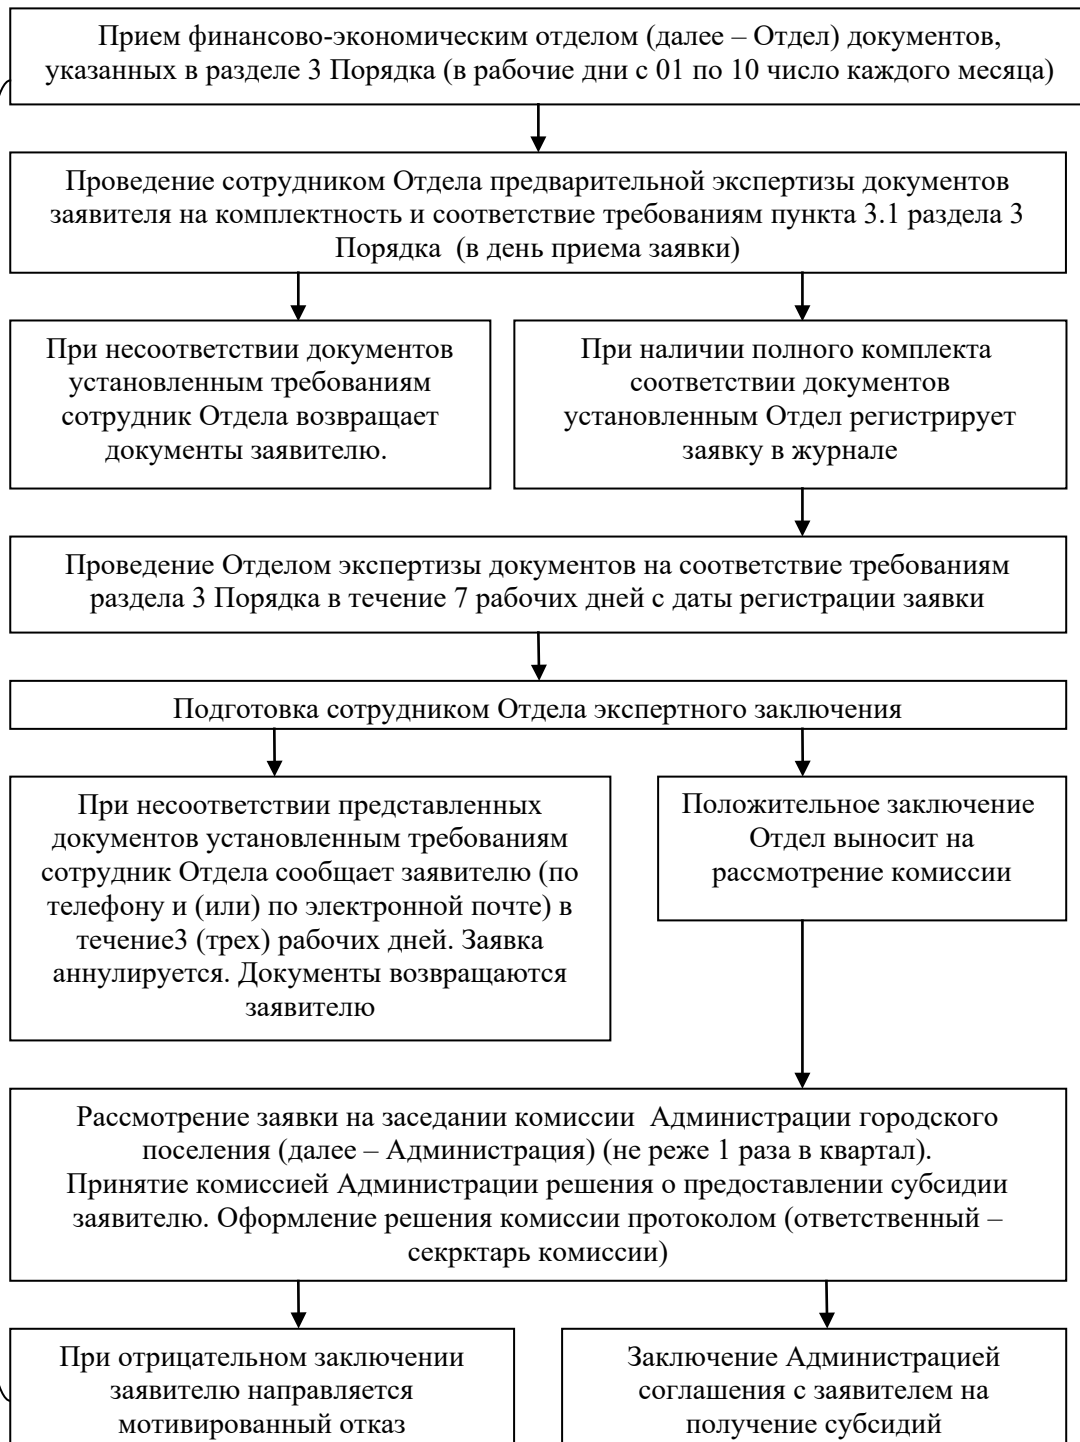 Прием финансово-экономическим отделом (далее – Отдел) документов,
указанных в разделе 3 Порядка (в рабочие дни с 01 по 10 число каждого месяца)
Проведение сотрудником Отдела предварительной экспертизы документов
заявителя на комплектность и соответствие требованиям пункта 3.1 раздела 3
Порядка (в день приема заявки)
При несоответствии документов
установленным требованиям
сотрудник Отдела возвращает
документы заявителю.
При наличии полного комплекта
соответствии документов
установленным Отдел регистрирует
заявку в журнале
Проведение Отделом экспертизы документов на соответствие требованиям
раздела 3 Порядка в течение 7 рабочих дней с даты регистрации заявки
Подготовка сотрудником Отдела экспертного заключения
При несоответствии представленных
документов установленным требованиям
сотрудник Отдела сообщает заявителю (по
телефону и (или) по электронной почте) в
течение3 (трех) рабочих дней. Заявка
аннулируется. Документы возвращаются
заявителю
Положительное заключение
Отдел выносит на
рассмотрение комиссии
Рассмотрение заявки на заседании комиссии Администрации городского
поселения (далее – Администрация) (не реже 1 раза в квартал).
Принятие комиссией Администрации решения о предоставлении субсидии
заявителю. Оформление решения комиссии протоколом (ответственный –
секрктарь комиссии)
При отрицательном заключении
заявителю направляется
мотивированный отказ
Заключение Администрацией
соглашения с заявителем на
получение субсидий